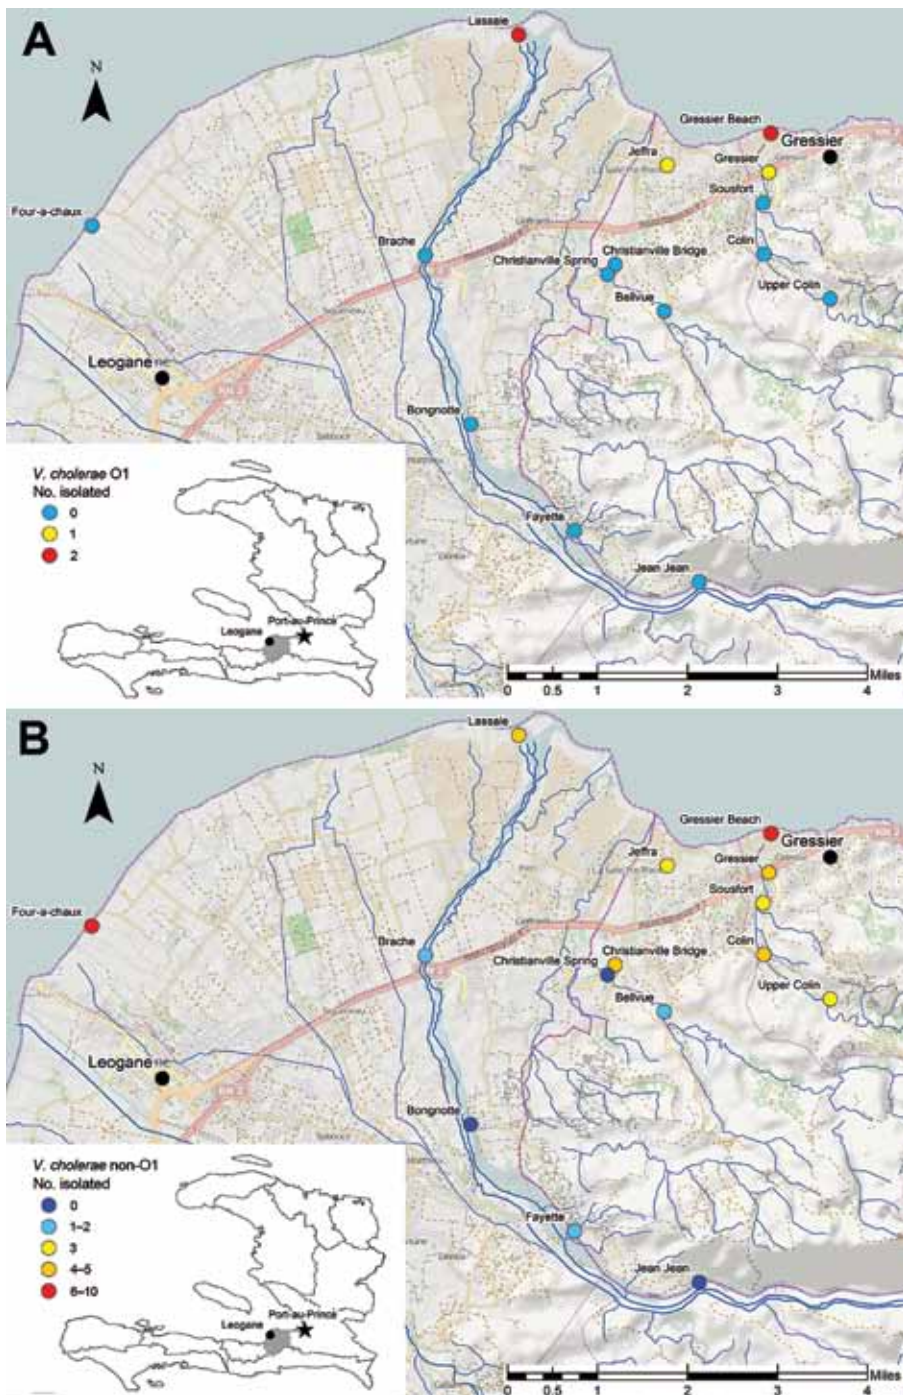 A
N
Lassaie
Gressier Beach
Gressier
Jeffra
Gressier
Sousfort
Four-a-chaux
Brache
Christianville Bridge
Colin
Christianville Spring
Upper Colin
Bellvue
Leogane
Bongnotte
V. cholerae O1
No. isolated
0
1
2
Fayette
Jean Jean
Port-au-Prince
Leogane
Miles
0 0.5 1 2 3 4
B
N
Lassaie
Gressier Beach
Gressier
Jeffra
Gressier
Sousfort
Four-a-chaux
Brache
Christianville Bridge
Colin
Christianville Spring
Upper Colin
Bellvue
Leogane
Bongnotte
V. cholerae non-O1
No. isolated
0
1–2
3
4–5
6–10
Fayette
Jean Jean
Port-au-Prince
Leogane
Miles
0 0.5 1 2 3 4